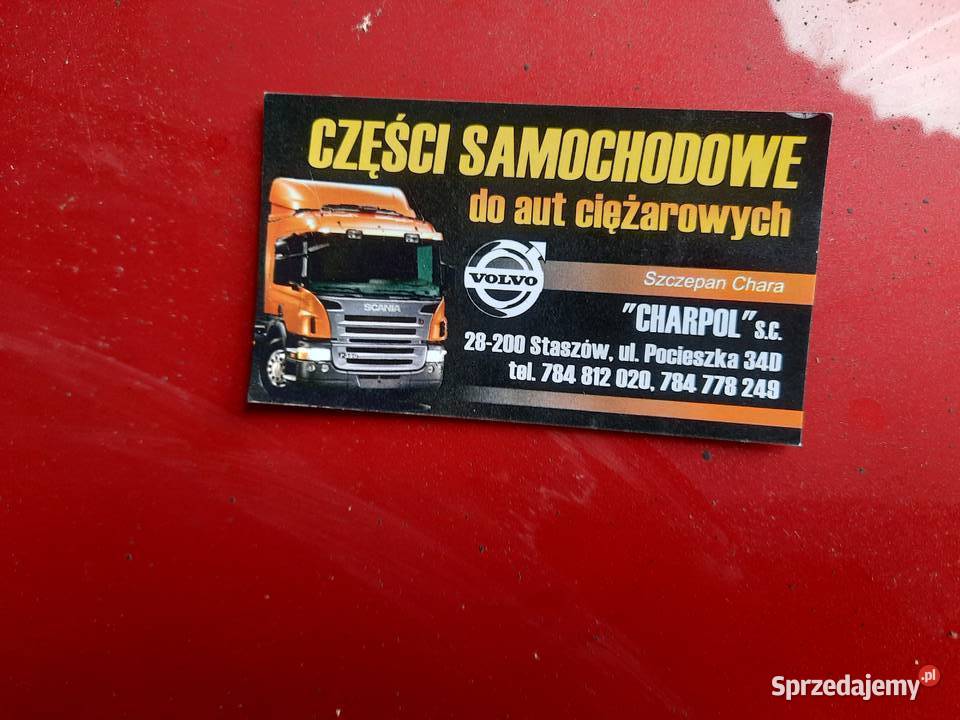 CZĘŚCI SAMOCHODOWE
do aut ciężarowych
VOLVO
Szczepan Chara
SCANIA
"CHARPOL" s.c.
28-200 Staszów, ul. Pocieszka 34D
tel. 784 812 020, 784 778 249
Sprzedajemy.pl